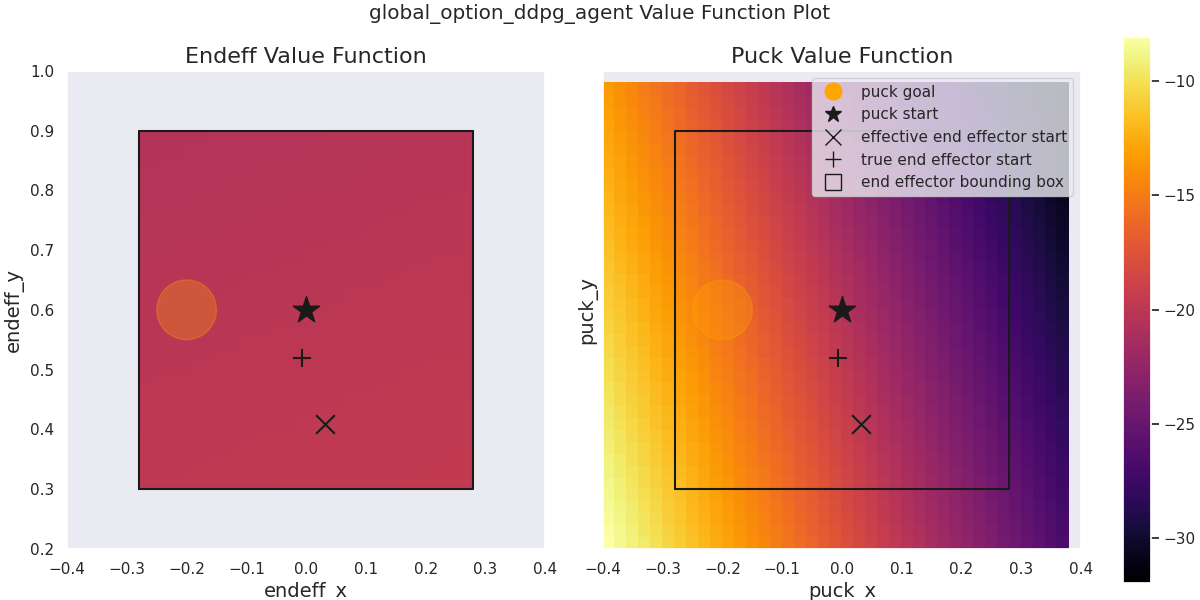 global_option_ddpg_agent Value Function Plot
Endeff Value Function
1.0
0.9
0.8
0.7
0.6
0.5
0.4
0.3
0.2
endeff_y
−0.4 −0.3 −0.2 −0.1 0.0 0.1 0.2 0.3 0.4
endeff_x
Puck Value Function
puck goal
puck start
effective end effector start
true end effector start
end effector bounding box
puck_y
−0.4 −0.3 −0.2 −0.1 0.0 0.1 0.2 0.3 0.4
puck_x
−10
−15
−20
−25
−30